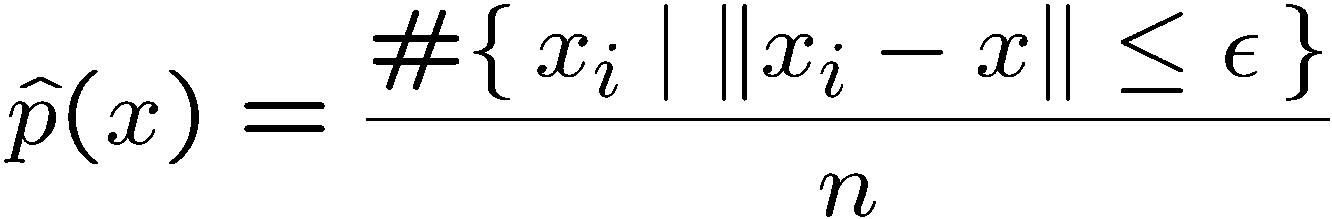 p̂(x) = #{ xᵢ | ‖xᵢ − x‖ ≤ ϵ } / n